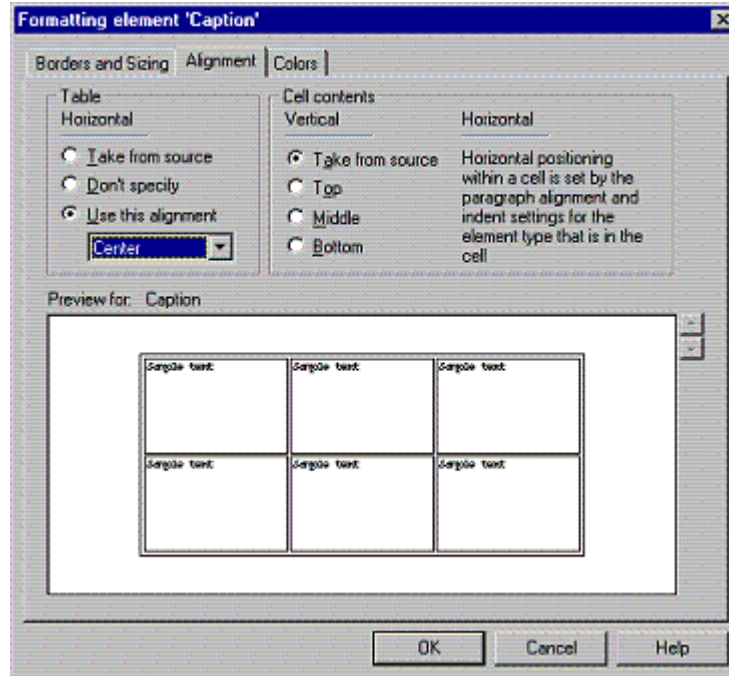 Formatting element 'Caption'
Borders and Sizing Alignment Colors
Table
Horizontal
Take from source
Don't specify
Use this alignment
Center
Cell contents
Vertical
Take from source
Top
Middle
Bottom
Horizontal
Horizontal positioning
within a cell is set by the
paragraph alignment and
indent settings for the
element type that is in the
cell
Preview for: Caption
Sample text Sample text Sample text
Sample text Sample text Sample text
OK Cancel Help